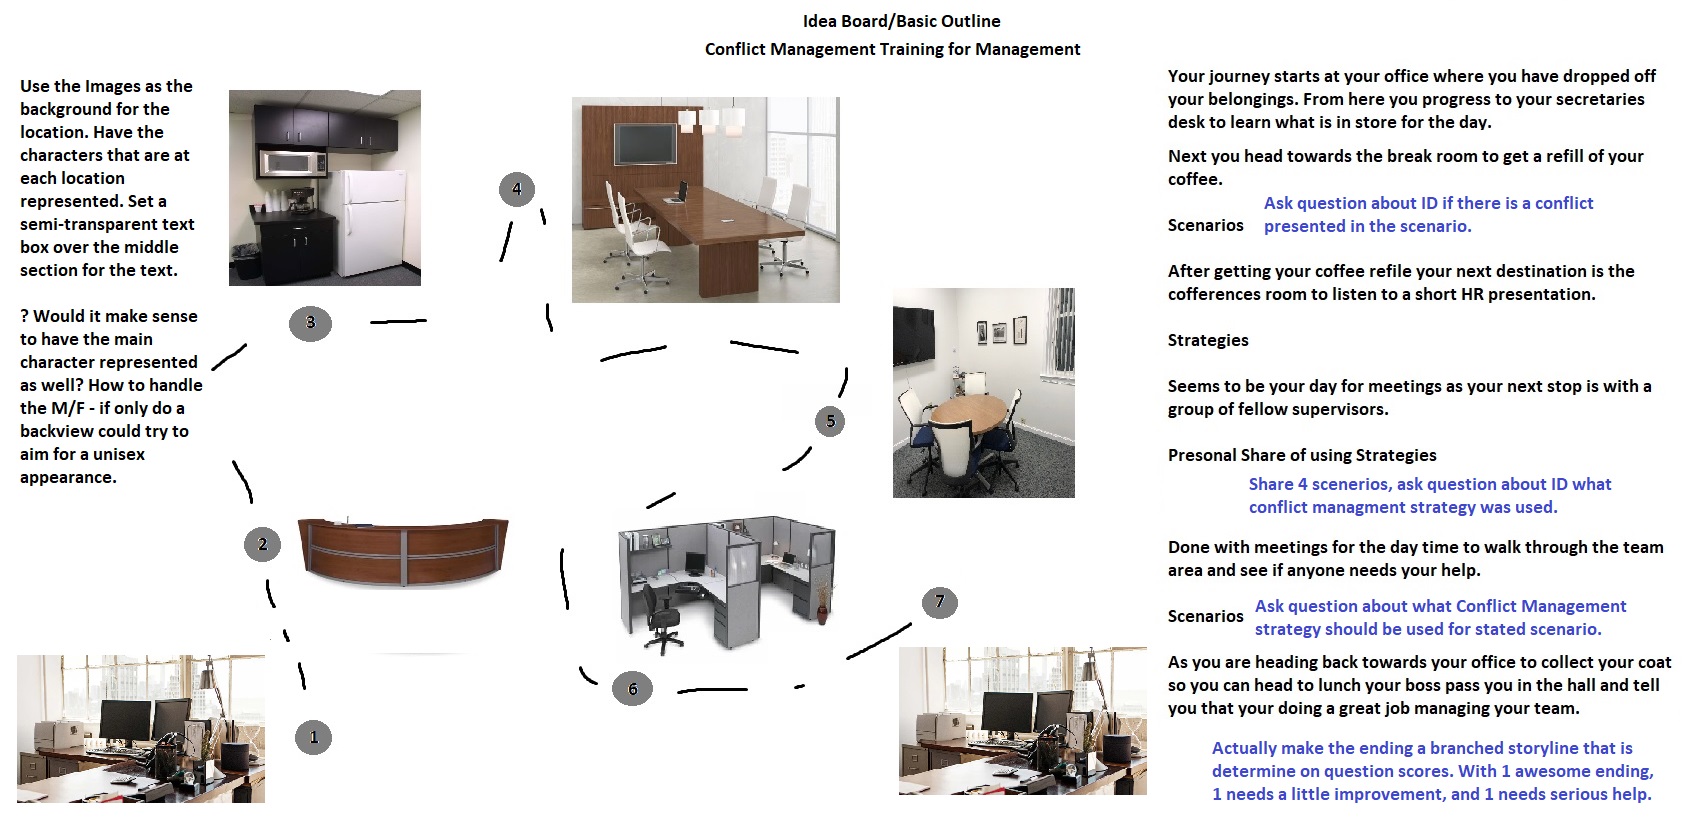 Idea Board/Basic Outline
Conflict Management Training for Management
Use the Images as the
background for the
location. Have the
characters that are at
each location
represented. Set a
semi-transparent text
box over the middle
section for the text.
? Would it make sense
to have the main
character represented
as well? How to handle
the M/F - if only do a
backview could try to
aim for a unisex
appearance.
4
3
5
2
7
6
1
Your journey starts at your office where you have dropped off
your belongings. From here you progress to your secretaries
desk to learn what is in store for the day.
Next you head towards the break room to get a refill of your
coffee.
Scenarios
Ask question about ID if there is a conflict
presented in the scenario.
After getting your coffee refile your next destination is the
cofferences room to listen to a short HR presentation.
Strategies
Seems to be your day for meetings as your next stop is with a
group of fellow supervisors.
Presonal Share of using Strategies
Share 4 scenerios, ask question about ID what
conflict managment strategy was used.
Done with meetings for the day time to walk through the team
area and see if anyone needs your help.
Scenarios
Ask question about what Conflict Management
strategy should be used for stated scenario.
As you are heading back towards your office to collect your coat
so you can head to lunch your boss pass you in the hall and tell
you that your doing a great job managing your team.
Actually make the ending a branched storyline that is
determine on question scores. With 1 awesome ending,
1 needs a little improvement, and 1 needs serious help.